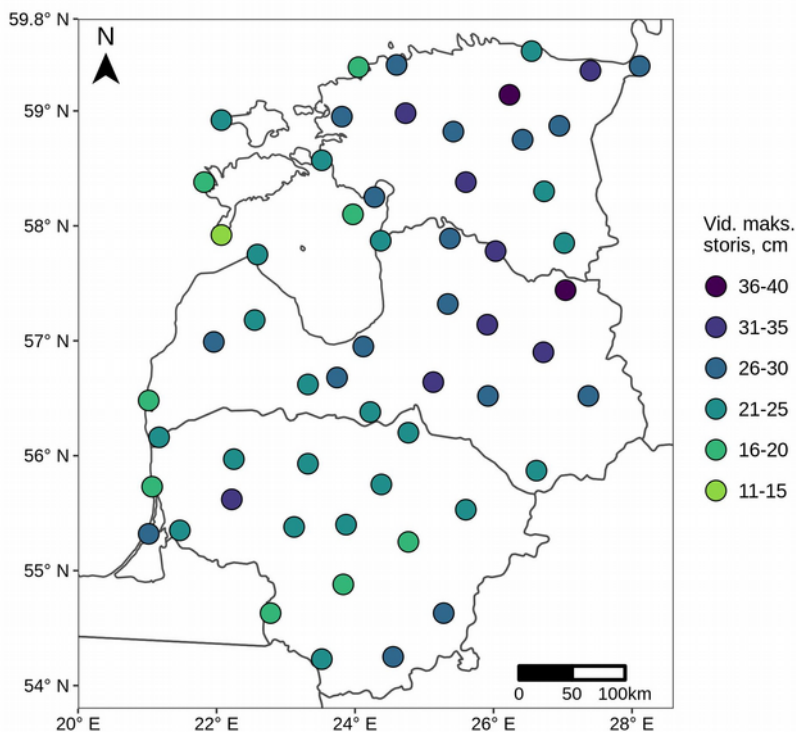 59.8° N
N
59° N
58° N
57° N
56° N
55° N
54° N
20° E
22° E
24° E
26° E
28° E
0
50
100km
Vid. maks.
storis, cm
36-40
31-35
26-30
21-25
16-20
11-15